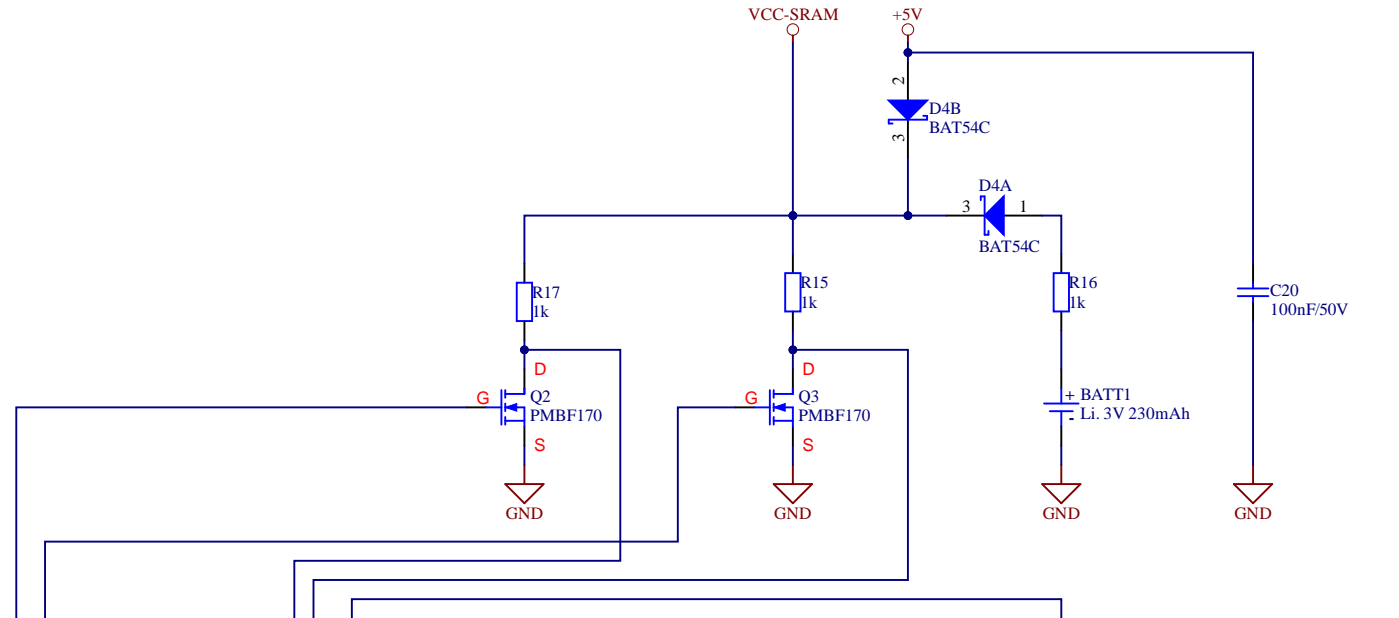 VCC-SRAM
+5V
2
D4B
BAT54C
3
D4A
3
1
BAT54C
R17
1k
R15
1k
R16
1k
C20
100nF/50V
D
D
G
Q2
PMBF170
G
Q3
PMBF170
+
BATT1
Li. 3V 230mAh
-
S
S
GND
GND
GND
GND